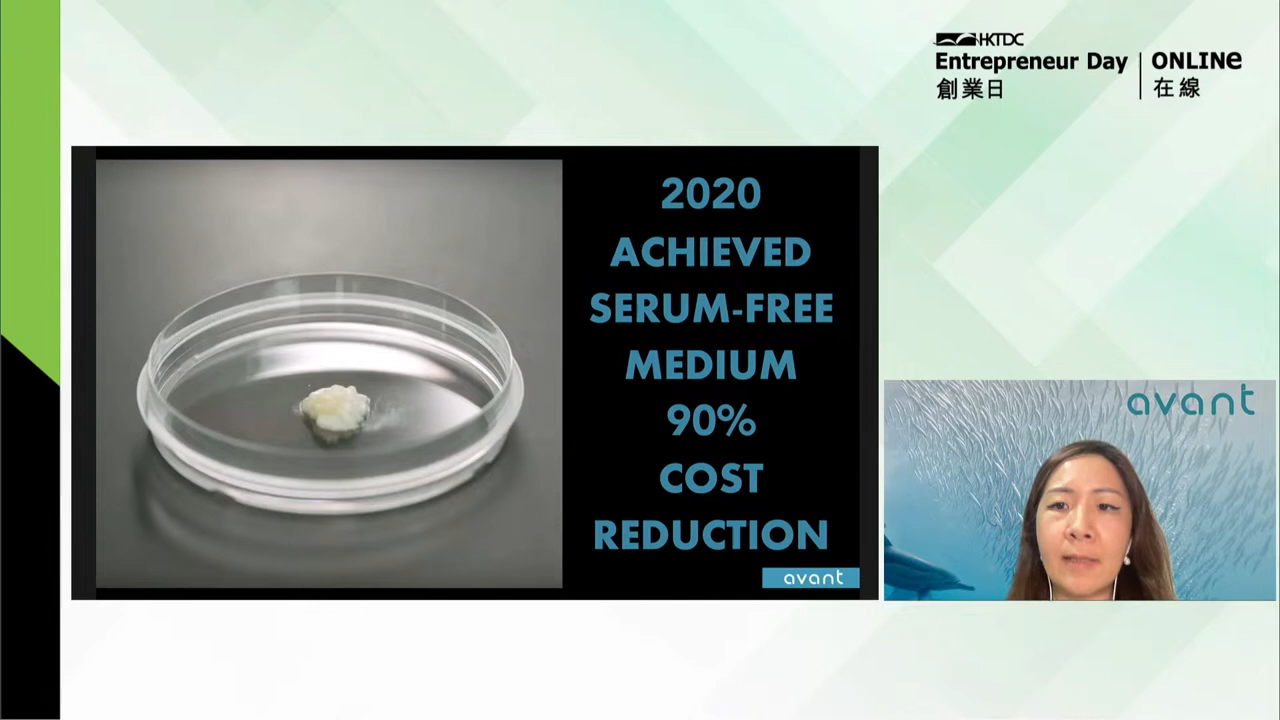 HKTDC
Entrepreneur Day
創業日
ONLINe
在線
2020
ACHIEVED
SERUM-FREE
MEDIUM
90%
COST
REDUCTION
avant
avant